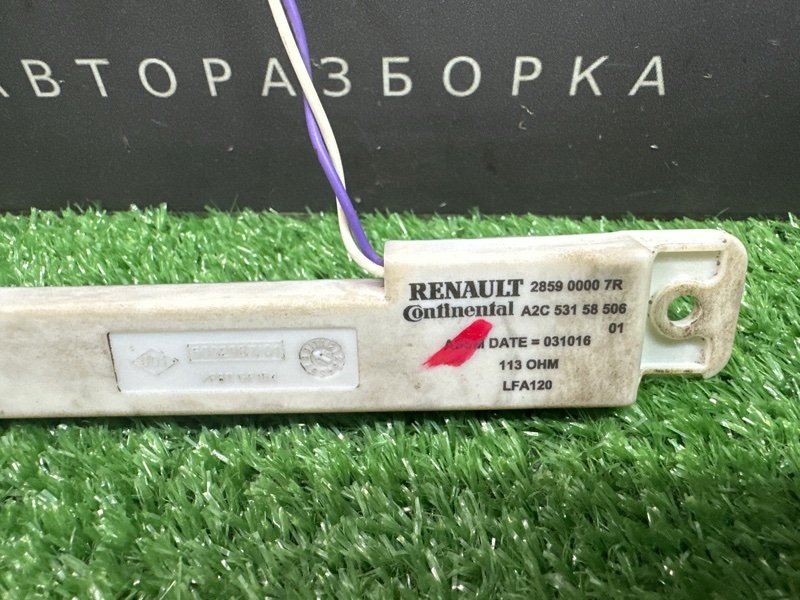 АВТОРАЗБОРКА
RENAULT 2859 0000 7R
Continental A2C 531 58 506
01
DATE = 031016
113 OHM
LFA120